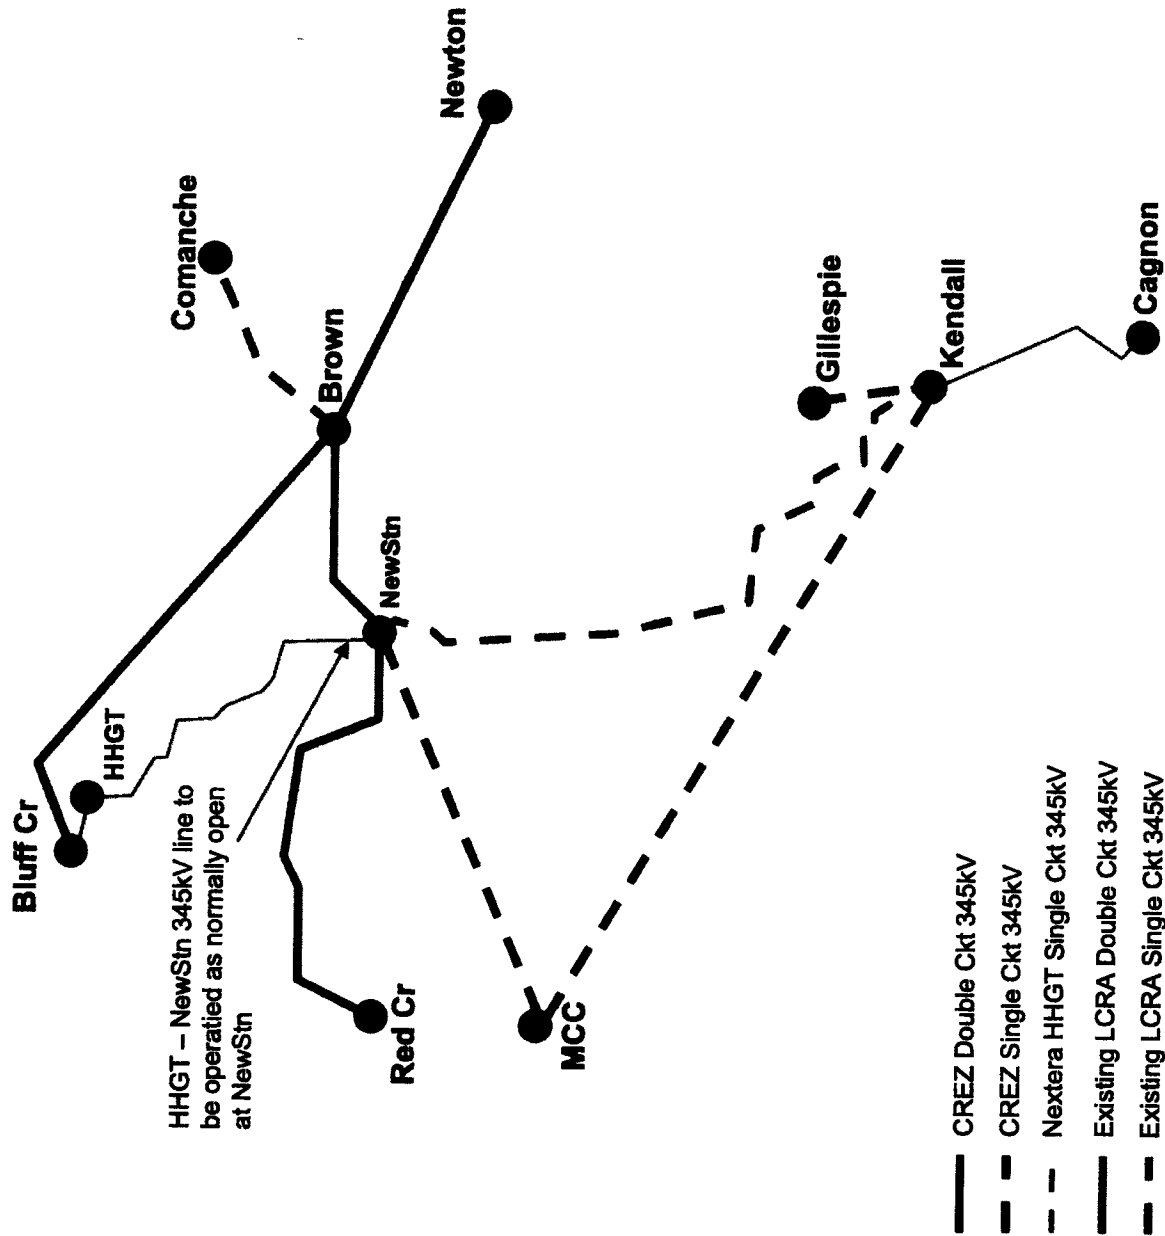 Bluff Cr
HHGT
Comanche
Newton
Brown
NewStn
HHGT – NewStn 345kV line to
be operatied as normally open
at NewStn
Red Cr
MCC
Gillespie
Kendall
Cagnon
CREZ Double Ckt 345kV
CREZ Single Ckt 345kV
Nextera HHGT Single Ckt 345kV
Existing LCRA Double Ckt 345kV
Existing LCRA Single Ckt 345kV